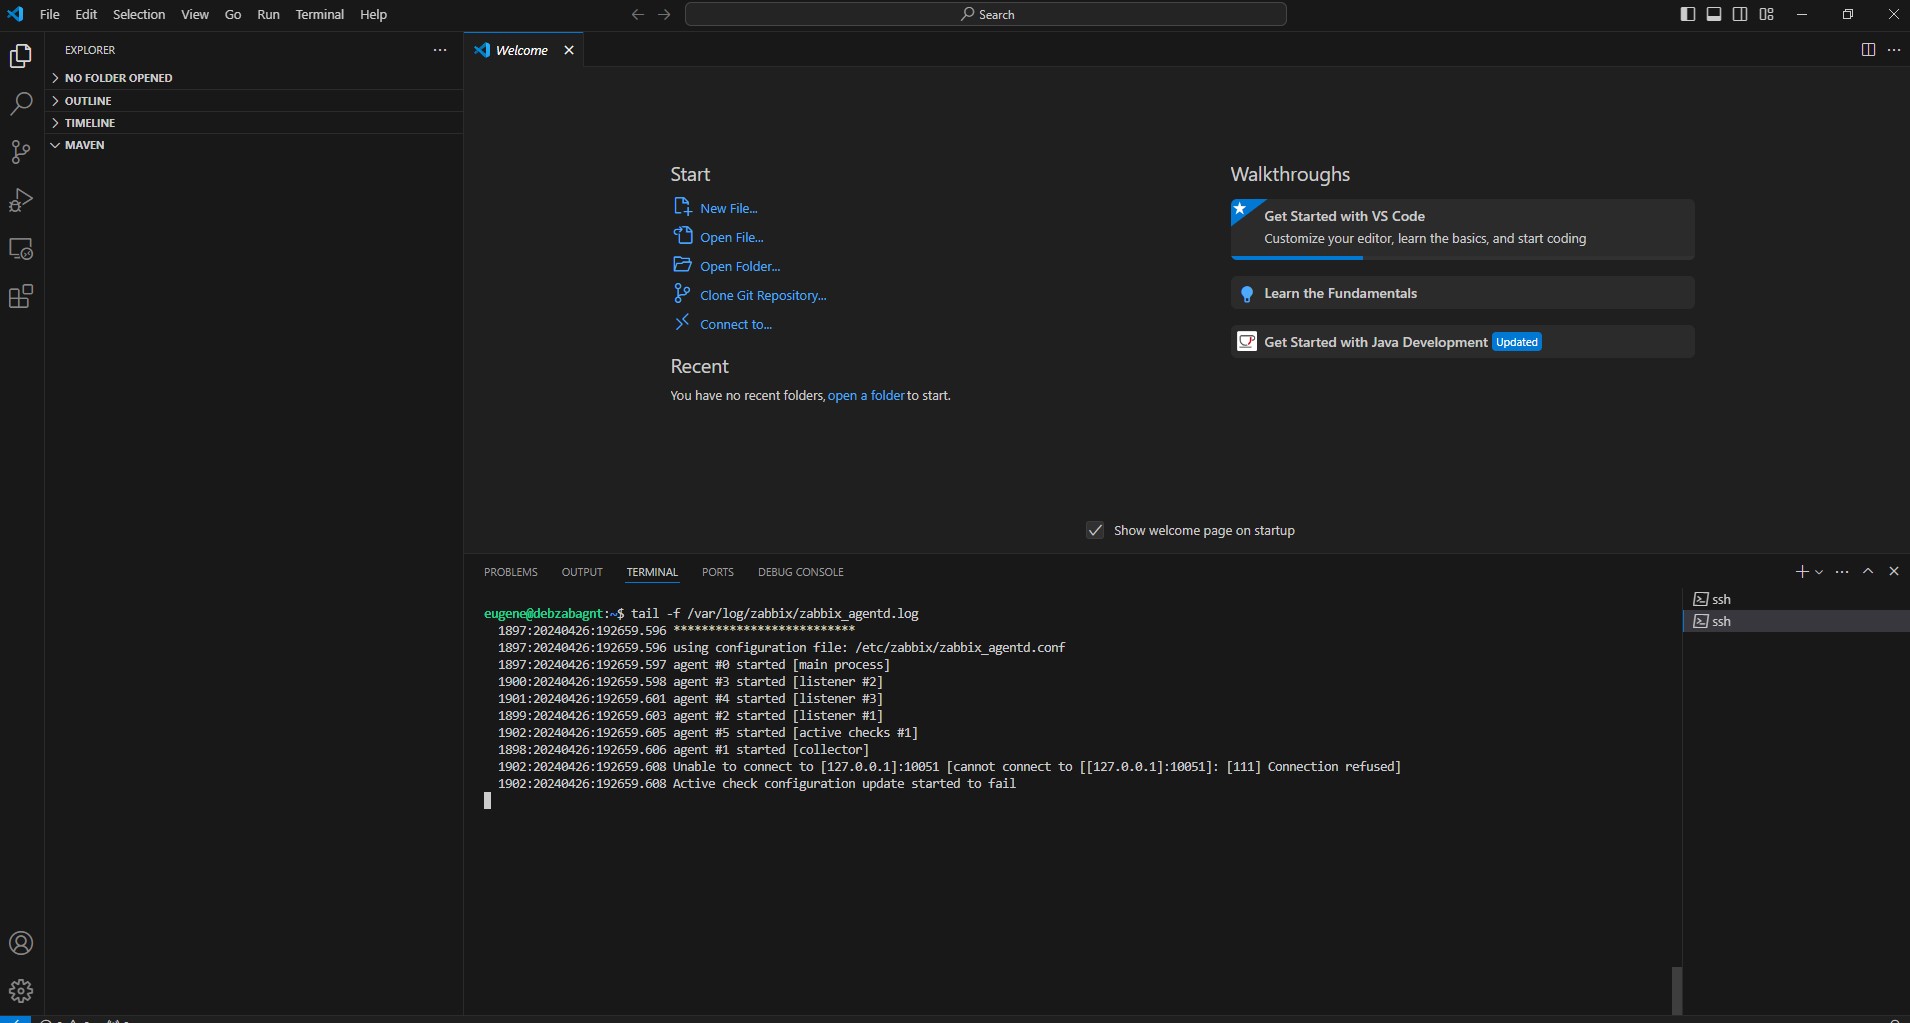 File Edit Selection View Go Run Terminal Help
Search
EXPLORER
NO FOLDER OPENED
OUTLINE
TIMELINE
MAVEN
Welcome
Start
New File...
Open File...
Open Folder...
Clone Git Repository...
Connect to...
Recent
You have no recent folders, open a folder to start.
Walkthroughs
Get Started with VS Code
Customize your editor, learn the basics, and start coding
Learn the Fundamentals
Get Started with Java Development Updated
Show welcome page on startup
PROBLEMS OUTPUT TERMINAL PORTS DEBUG CONSOLE
eugene@debzabagnt:~$ tail -f /var/log/zabbix/zabbix_agentd.log
1897:20240426:192659.596 **************************
1897:20240426:192659.596 using configuration file: /etc/zabbix/zabbix_agentd.conf
1897:20240426:192659.597 agent #0 started [main process]
1900:20240426:192659.598 agent #3 started [listener #2]
1901:20240426:192659.601 agent #4 started [listener #3]
1899:20240426:192659.603 agent #2 started [listener #1]
1902:20240426:192659.605 agent #5 started [active checks #1]
1898:20240426:192659.606 agent #1 started [collector]
1902:20240426:192659.608 Unable to connect to [127.0.0.1]:10051 [cannot connect to [[127.0.0.1]:10051]: [111] Connection refused]
1902:20240426:192659.608 Active check configuration update started to fail
ssh
ssh